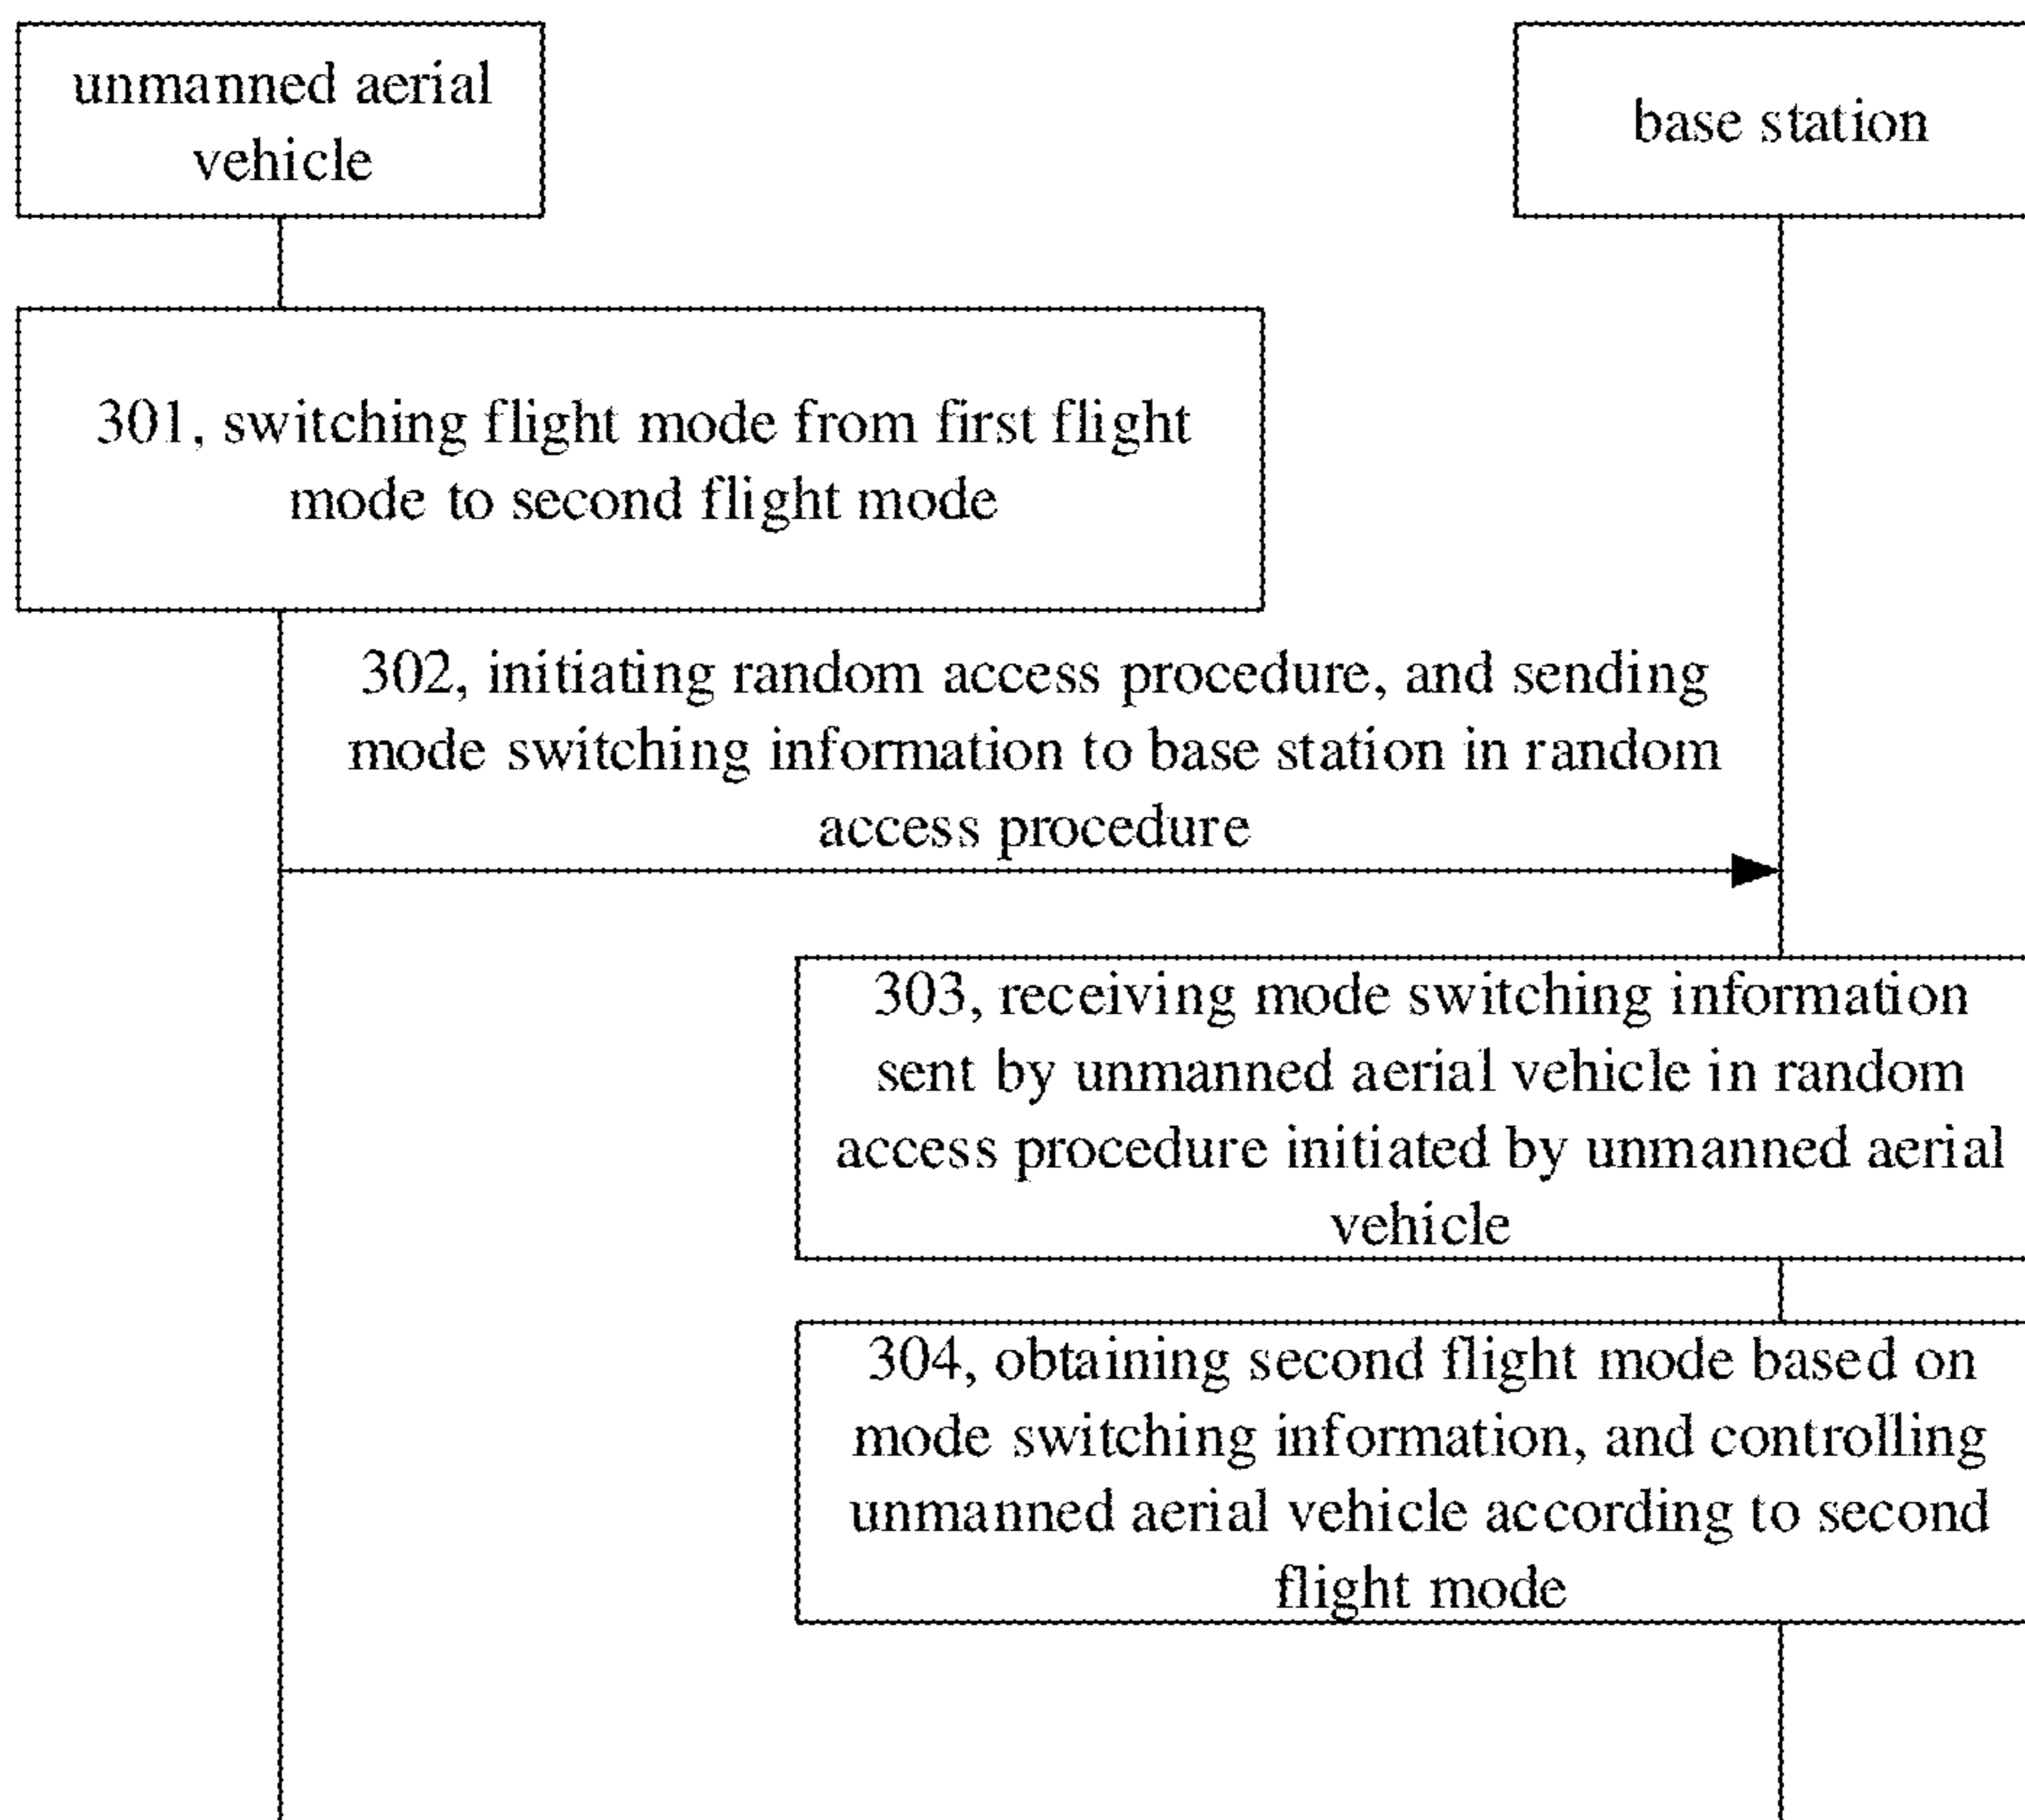 unmanned aerial
vehicle
base station
301, switching flight mode from first flight
mode to second flight mode
302, initiating random access procedure, and sending
mode switching information to base station in random
access procedure
303, receiving mode switching information
sent by unmanned aerial vehicle in random
access procedure initiated by unmanned aerial
vehicle
304, obtaining second flight mode based on
mode switching information, and controlling
unmanned aerial vehicle according to second
flight mode